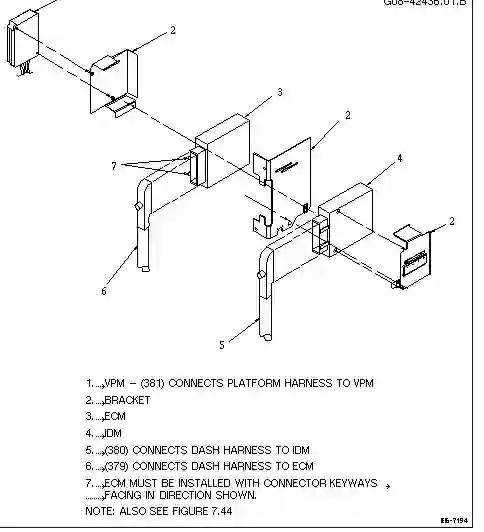 G08-42436.01.B
2
3
2
7
4
2
6
5
1....VPM – (381) CONNECTS PLATFORM HARNESS TO VPM
2....BRACKET
3....ECM
4....IDM
5....(380) CONNECTS DASH HARNESS TO IDM
6....(379) CONNECTS DASH HARNESS TO ECM
7....ECM MUST BE INSTALLED WITH CONNECTOR KEYWAYS
........FACING IN DIRECTION SHOWN.
NOTE: ALSO SEE FIGURE 7.44
EG-7194